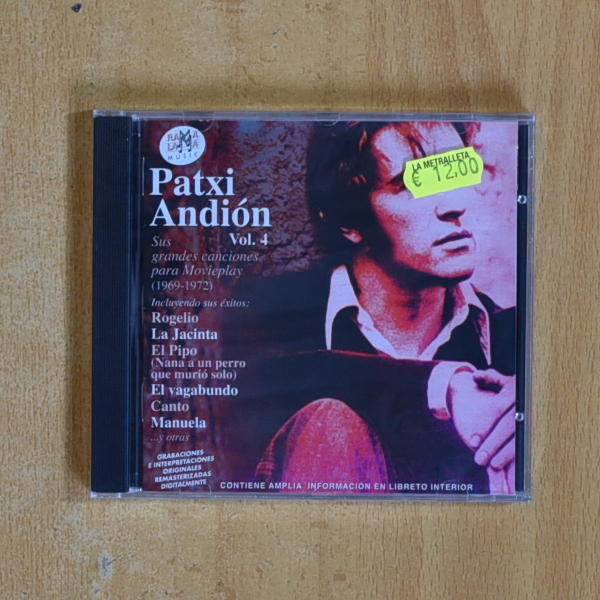 RAMA
LAMA
MUSIC
LA METRALLETA
€ 12,00
Patxi
Andión
Vol. 4
Sus
grandes canciones
para Movieplay
(1969-1972)
Incluyendo sus éxitos:
Rogelio
La Jacinta
El Pipo
(Nana a un perro
que murió solo)
El vagabundo
Canto
Manuela
...y otras
GRABACIONES
E INTERPRETACIONES
ORIGINALES
REMASTERIZADAS
DIGITALMENTE
CONTIENE AMPLIA INFORMACIÓN EN LIBRETO INTERIOR